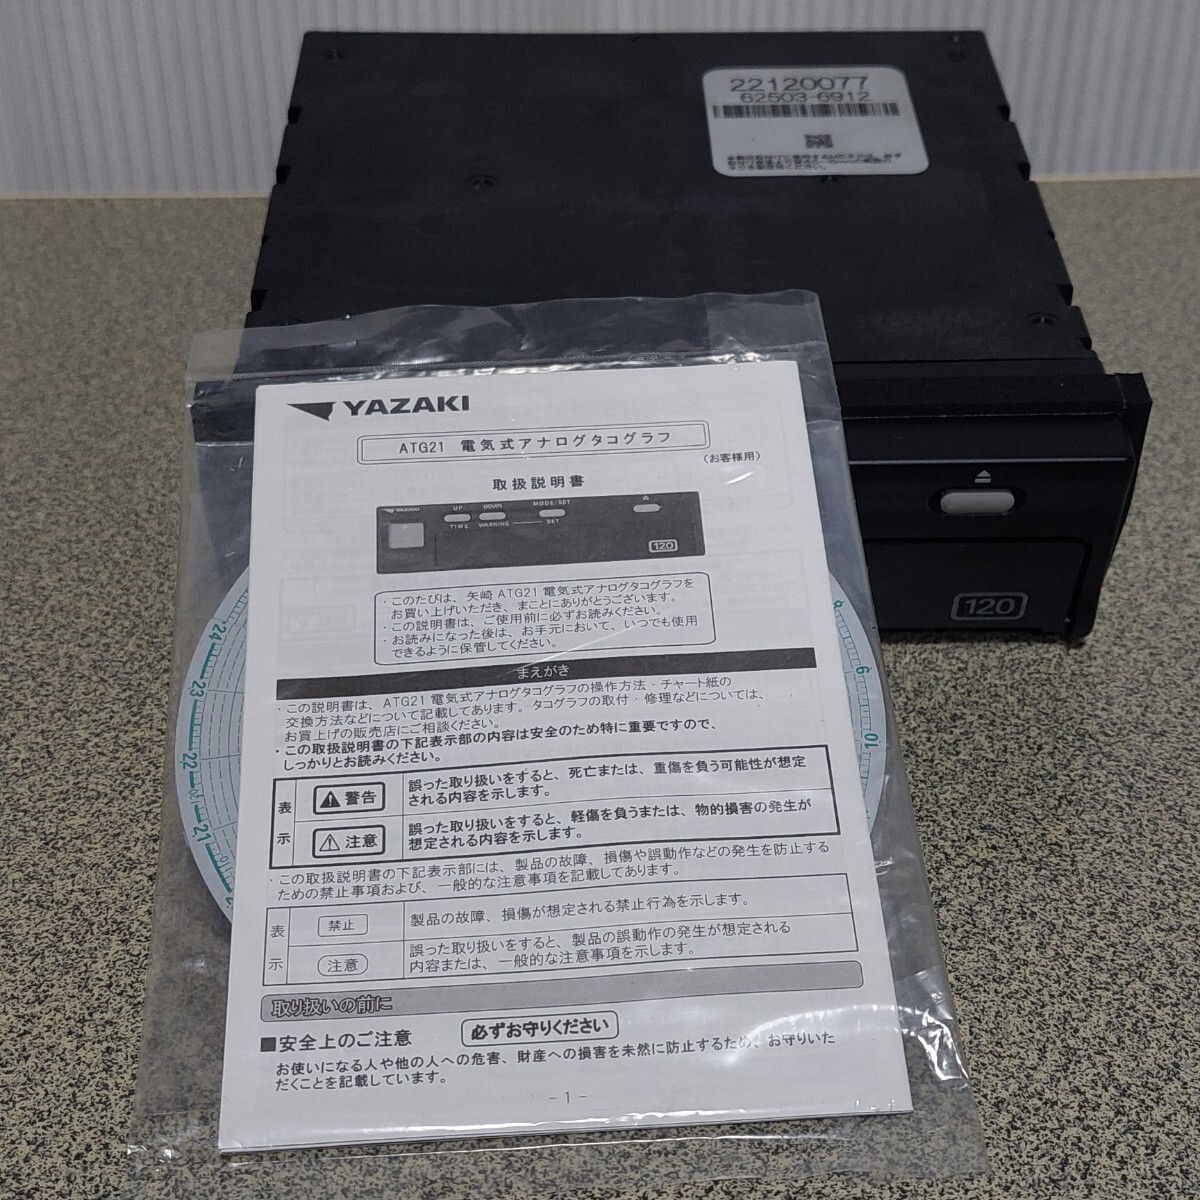 22120077
62503-6912
YAZAKI
ATG21 電気式アナログタコグラフ
(お客様用)
取扱説明書
YAZAKI
UP
DOWN
MODE/SET
TIME
WARNING
SET
120
・このたびは、矢崎 ATG21 電気式アナログタコグラフを
お買い上げいただき、まことにありがとうございます。
・この説明書は、ご使用前に必ずお読みください。
・お読みになった後は、お手元において、いつでも使用
できるように保管してください。
まえがき
・この説明書は、ATG21 電気式アナログタコグラフの操作方法・チャート紙の
交換方法などについて記載してあります。タコグラフの取付・修理などについては、
お買上げの販売店にご相談ください。
・この取扱説明書の下記表示部の内容は安全のため特に重要ですので、
しっかりとお読みください。
表示
警告
誤った取り扱いをすると、死亡または、重傷を負う可能性が想定
される内容を示します。
注意
誤った取り扱いをすると、軽傷を負うまたは、物的損害の発生が
想定される内容を示します。
・この取扱説明書の下記表示部には、製品の故障、損傷や誤動作などの発生を防止する
ための禁止事項および、一般的な注意事項を記載してあります。
表示
禁止
製品の故障、損傷が想定される禁止行為を示します。
注意
誤った取り扱いをすると、製品の誤動作の発生が想定される
内容または、一般的な注意事項を示します。
取り扱いの前に
■安全上のご注意
必ずお守りください
お使いになる人や他の人への危害、財産への損害を未然に防止するため、お守りいた
だくことを記載しています。
- 1 -
120
24
23
22
21
8
9
10